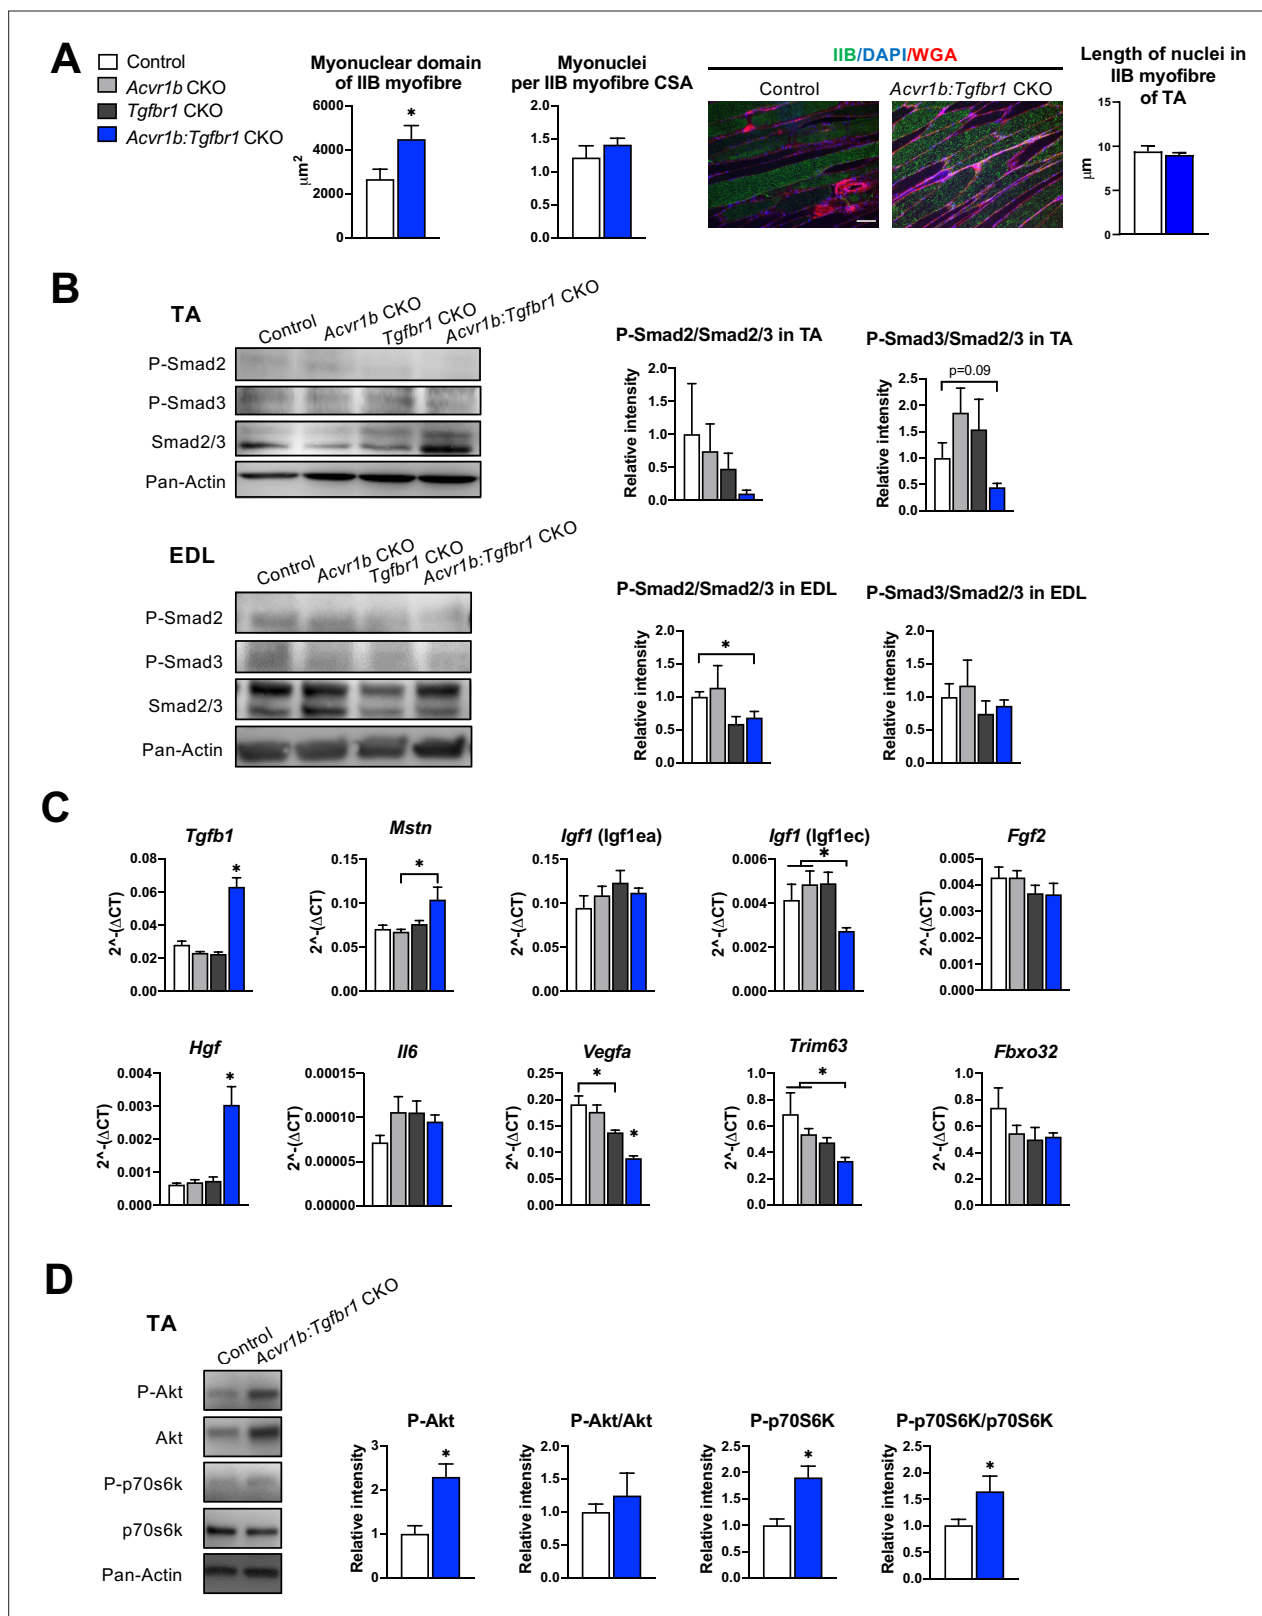 A
Control
Acvr1b CKO
Tgfbr1 CKO
Acvr1b:Tgfbr1 CKO
Myonuclear domain
of IIB myofibre
6000
4000
2000
0
μm²
*
Myonuclei
per IIB myofibre CSA
2.0
1.5
1.0
0.5
0.0
IIB/DAPI/WGA
Control
Acvr1b:Tgfbr1 CKO
Length of nuclei in
IIB myofibre
of TA
15
10
5
0
μm
B
TA
Control
Acvr1b CKO
Tgfbr1 CKO
Acvr1b:Tgfbr1 CKO
P-Smad2
P-Smad3
Smad2/3
Pan-Actin
P-Smad2/Smad2/3 in TA
Relative intensity
2.0
1.5
1.0
0.5
0.0
P-Smad3/Smad2/3 in TA
Relative intensity
2.5
2.0
1.5
1.0
0.5
0.0
p=0.09
EDL
Control
Acvr1b CKO
Tgfbr1 CKO
Acvr1b:Tgfbr1 CKO
P-Smad2
P-Smad3
Smad2/3
Pan-Actin
P-Smad2/Smad2/3 in EDL
Relative intensity
2.0
1.5
1.0
0.5
0.0
*
P-Smad3/Smad2/3 in EDL
Relative intensity
2.0
1.5
1.0
0.5
0.0
C
Tgfb1
2^-(ΔCT)
0.08
0.06
0.04
0.02
0.00
*
Mstn
2^-(ΔCT)
0.15
0.10
0.05
0.00
*
Igf1 (Igf1ea)
2^-(ΔCT)
0.15
0.10
0.05
0.00
Igf1 (Igf1ec)
2^-(ΔCT)
0.006
0.004
0.002
0.000
*
Fgf2
2^-(ΔCT)
0.005
0.004
0.003
0.002
0.001
0.000
Hgf
2^-(ΔCT)
0.004
0.003
0.002
0.001
0.000
*
Il6
2^-(ΔCT)
0.00015
0.00010
0.00005
0.00000
Vegfa
2^-(ΔCT)
0.25
0.20
0.15
0.10
0.05
0.00
*
*
Trim63
2^-(ΔCT)
1.0
0.8
0.6
0.4
0.2
0.0
*
Fbxo32
2^-(ΔCT)
1.0
0.8
0.6
0.4
0.2
0.0
D
TA
Control
Acvr1b:Tgfbr1 CKO
P-Akt
Akt
P-p70s6k
p70s6k
Pan-Actin
P-Akt
Relative intensity
3
2
1
0
*
P-Akt/Akt
Relative intensity
2.0
1.5
1.0
0.5
0.0
P-p70S6K
Relative intensity
2.5
2.0
1.5
1.0
0.5
0.0
*
P-p70S6K/p70S6K
Relative intensity
2.5
2.0
1.5
1.0
0.5
0.0
*